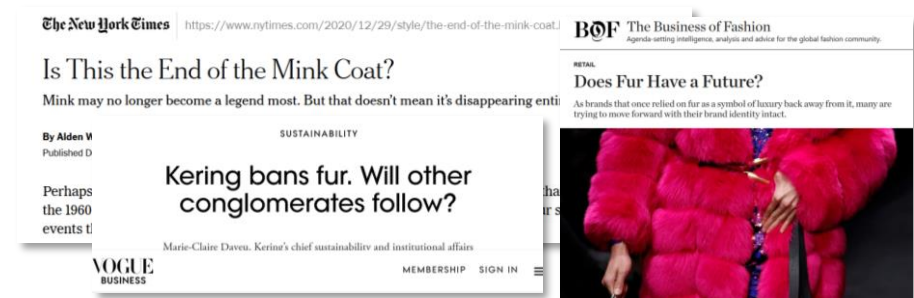 The New York Times
https://www.nytimes.com/2020/12/29/style/the-end-of-the-mink-coat.
Is This the End of the Mink Coat?
Mink may no longer become a legend most. But that doesn't mean it's disappearing
By Alden
Published
Perhaps
the 1960
events
SUSTAINABILITY
Kering bans fur. Will other
conglomerates follow?
Marie-Claire Daveu, Kering's chief sustainability and institutional affairs
VOGUE
BUSINESS
MEMBERSHIP SIGN IN
BOF The Business of Fashion
Agenda-setting intelligence, analysis and advice for the global fashion community.
RETAIL
Does Fur Have a Future?
As brands that once relied on fur as a symbol of luxury back away from it, many are
trying to move forward with their brand identity intact.